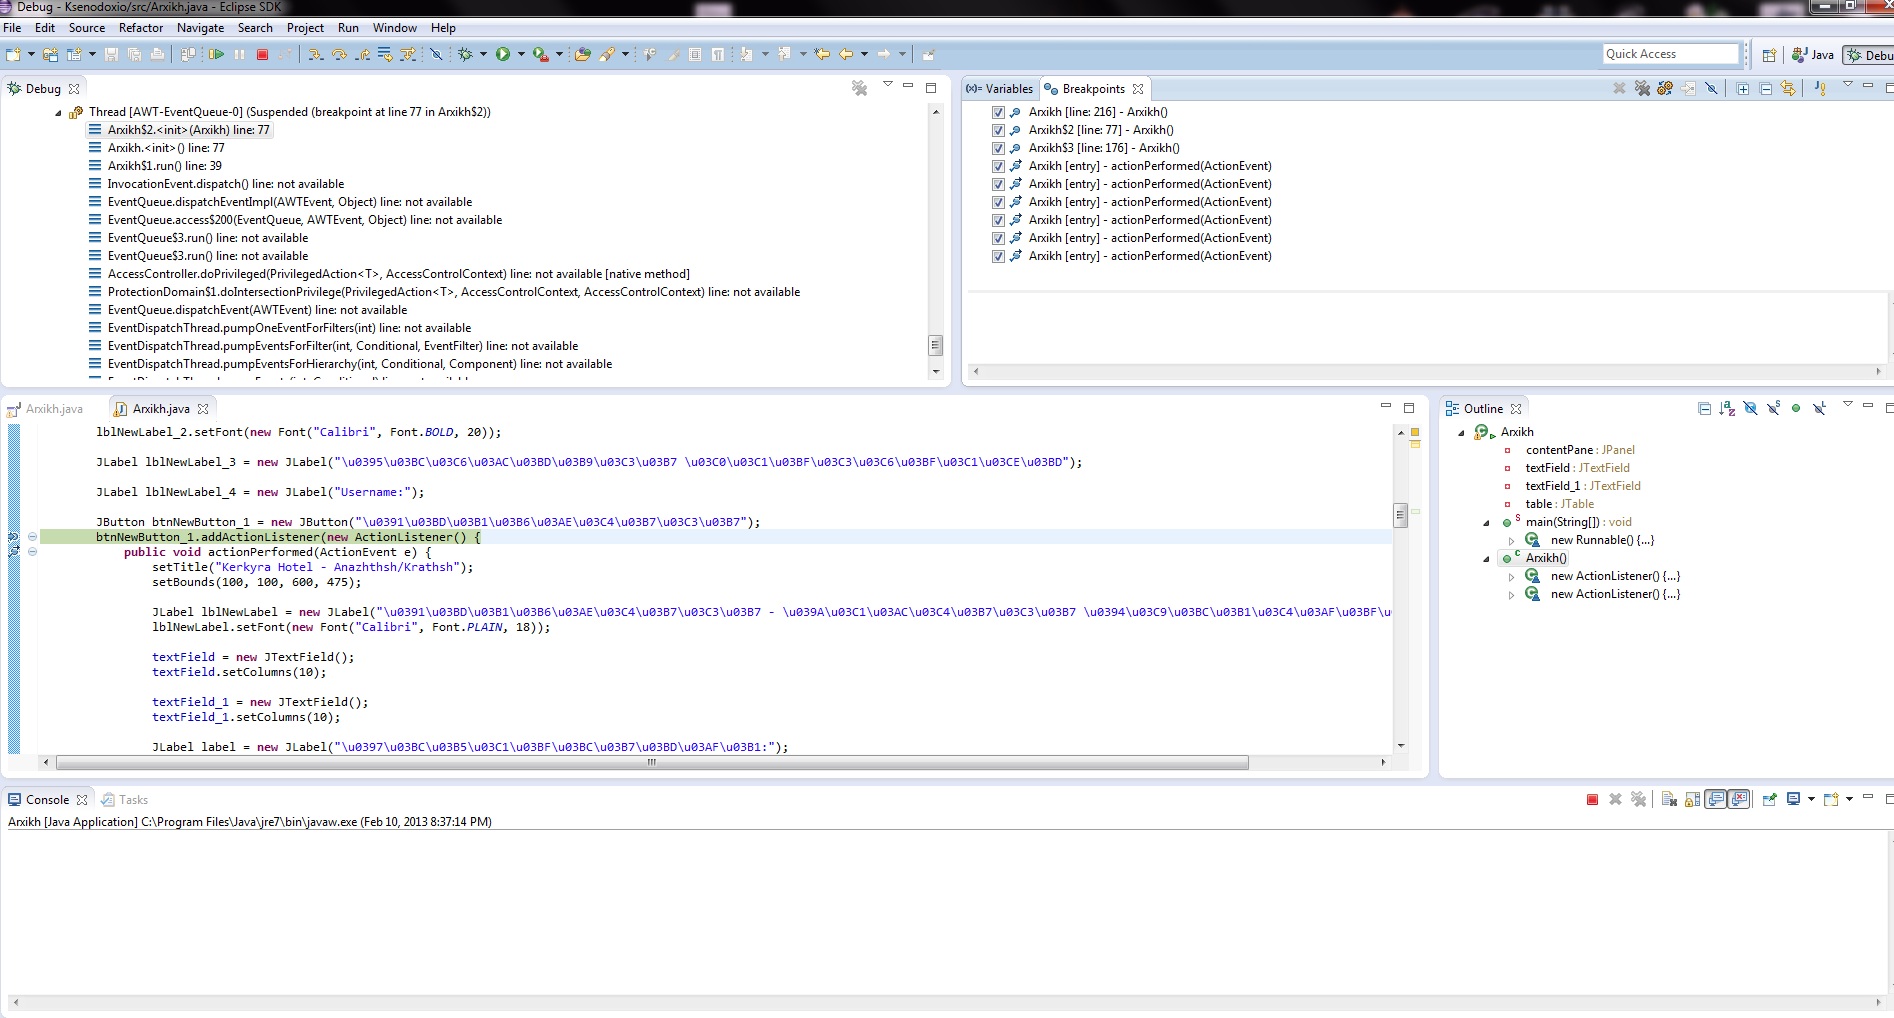 Debug - Ksenodoxio/src/Arxikh.java - Eclipse SDK
File Edit Source Refactor Navigate Search Project Run Window Help
Quick Access
Java
Debu
Debug
Thread [AWT-EventQueue-0] (Suspended (breakpoint at line 77 in Arxikh$2))
Arxikh$2.<init>(Arxikh) line: 77
Arxikh.<init>() line: 77
Arxikh$1.run() line: 39
InvocationEvent.dispatch() line: not available
EventQueue.dispatchEventImpl(AWTEvent, Object) line: not available
EventQueue.access$200(EventQueue, AWTEvent, Object) line: not available
EventQueue$3.run() line: not available
EventQueue$3.run() line: not available
AccessController.doPrivileged(PrivilegedAction<T>, AccessControlContext) line: not available [native method]
ProtectionDomain$1.doIntersectionPrivilege(PrivilegedAction<T>, AccessControlContext, AccessControlContext) line: not available
EventQueue.dispatchEvent(AWTEvent) line: not available
EventDispatchThread.pumpOneEventForFilters(int) line: not available
EventDispatchThread.pumpEventsForFilter(int, Conditional, EventFilter) line: not available
EventDispatchThread.pumpEventsForHierarchy(int, Conditional, Component) line: not available
(x)= Variables Breakpoints
Arxikh [line: 216] - Arxikh()
Arxikh$2 [line: 77] - Arxikh()
Arxikh$3 [line: 176] - Arxikh()
Arxikh [entry] - actionPerformed(ActionEvent)
Arxikh [entry] - actionPerformed(ActionEvent)
Arxikh [entry] - actionPerformed(ActionEvent)
Arxikh [entry] - actionPerformed(ActionEvent)
Arxikh [entry] - actionPerformed(ActionEvent)
Arxikh [entry] - actionPerformed(ActionEvent)
Arxikh.java Arxikh.java
lblNewLabel_2.setFont(new Font("Calibri", Font.BOLD, 20));
JLabel lblNewLabel_3 = new JLabel("\u0395\u03BC\u03C6\u03AC\u03BD\u03B9\u03C3\u03B7 \u03C0\u03C1\u03BF\u03C3\u03C6\u03BF\u03C1\u03CE\u03BD");
JLabel lblNewLabel_4 = new JLabel("Username:");
JButton btnNewButton_1 = new JButton("\u0391\u03BD\u03B1\u03B6\u03AE\u03C4\u03B7\u03C3\u03B7");
btnNewButton_1.addActionListener(new ActionListener() {
public void actionPerformed(ActionEvent e) {
setTitle("Kerkyra Hotel - Anazhthsh/Krathsh");
setBounds(100, 100, 600, 475);
JLabel lblNewLabel = new JLabel("\u0391\u03BD\u03B1\u03B6\u03AE\u03C4\u03B7\u03C3\u03B7 - \u039A\u03C1\u03AC\u03C4\u03B7\u03C3\u03B7 \u0394\u03C9\u03BC\u03B1\u03C4\u03AF\u03BF\u
lblNewLabel.setFont(new Font("Calibri", Font.PLAIN, 18));
textField = new JTextField();
textField.setColumns(10);
textField_1 = new JTextField();
textField_1.setColumns(10);
JLabel label = new JLabel("\u0397\u03BC\u03B5\u03C1\u03BF\u03BC\u03B7\u03BD\u03AF\u03B1:");
Outline
Arxikh
contentPane : JPanel
textField : JTextField
textField_1 : JTextField
table : JTable
main(String[]) : void
new Runnable() {...}
Arxikh()
new ActionListener() {...}
new ActionListener() {...}
Console Tasks
Arxikh [Java Application] C:\Program Files\Java\jre7\bin\javaw.exe (Feb 10, 2013 8:37:14 PM)